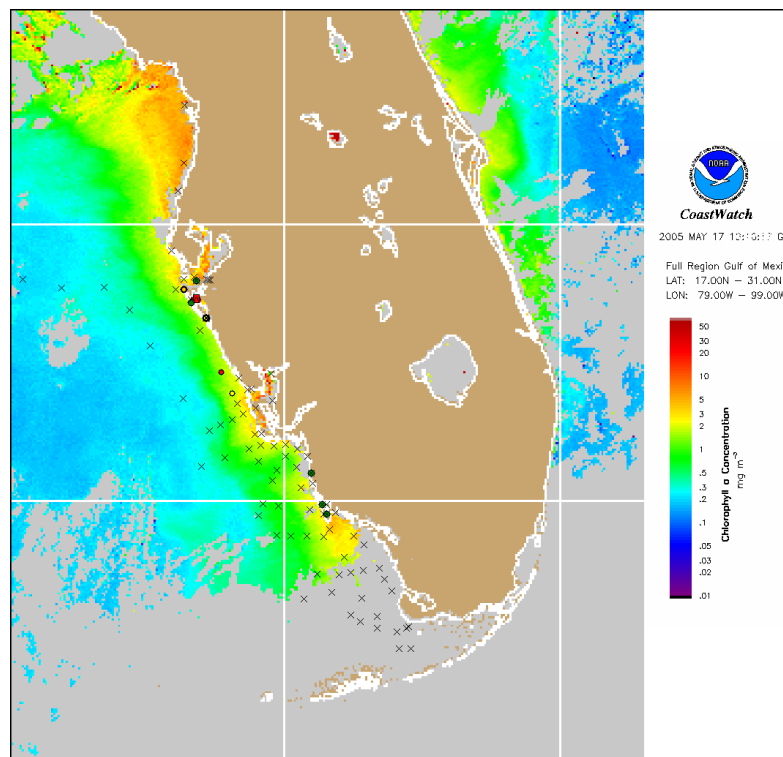 NOAA
CoastWatch
2005 MAY 17
Full Region Gulf of Mexi
LAT: 17.00N – 31.00N
LON: 79.00W – 99.00W
50
30
20
10
5
3
2
1
.5
.3
.2
.1
.05
.03
.02
.01
Chlorophyll a Concentration
mg m⁻³